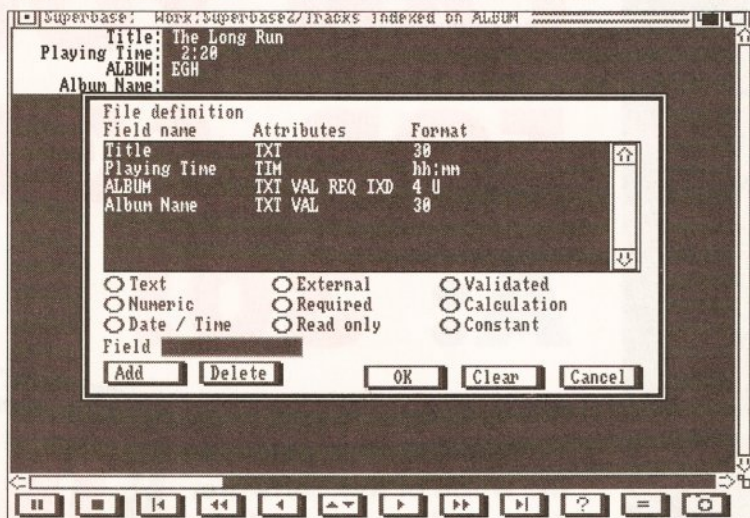 Superbase: Work:Superbase2/Tracks Indexed on ALBUM
Title: The Long Run
Playing Time: 2:20
ALBUM: EGH
Album Name:
File definition
Field name Attributes Format
Title TXT 30
Playing Time TIM hh:mm
ALBUM TXT VAL REQ IXD 4 U
Album Name TXT VAL 30
Text External Validated
Numeric Required Calculation
Date / Time Read only Constant
Field
Add Delete OK Clear Cancel
? =